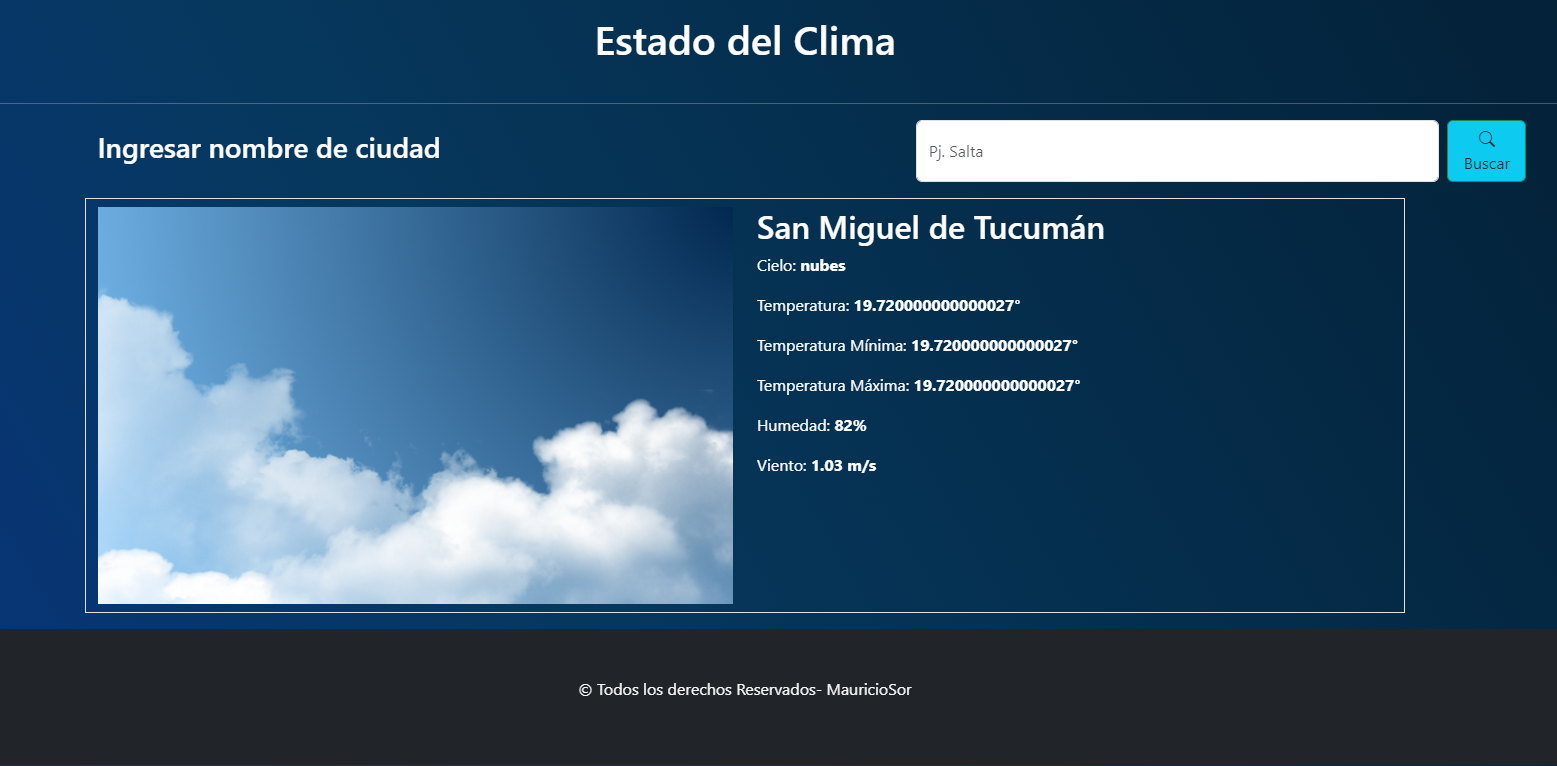 Estado del Clima
Ingresar nombre de ciudad
Pj. Salta
Buscar
San Miguel de Tucumán
Cielo: nubes
Temperatura: 19.720000000000027°
Temperatura Mínima: 19.720000000000027°
Temperatura Máxima: 19.720000000000027°
Humedad: 82%
Viento: 1.03 m/s
© Todos los derechos Reservados- MauricioSor